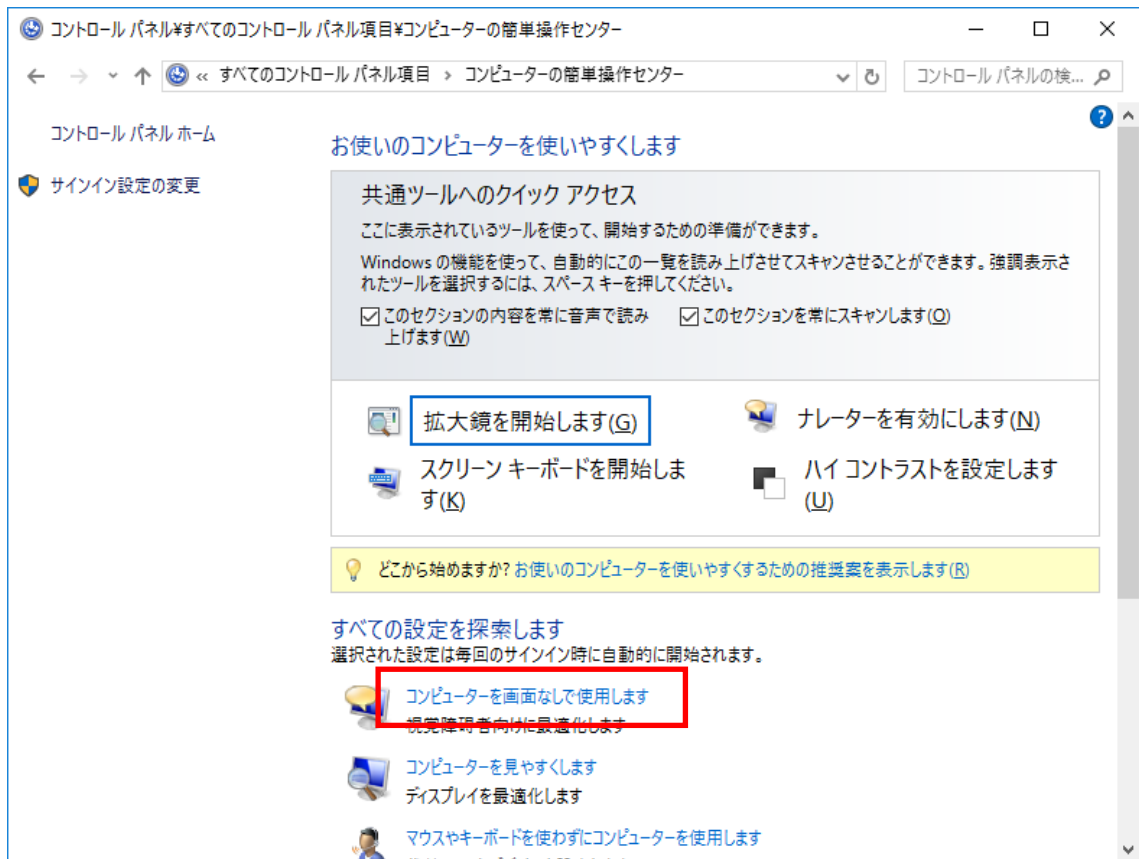 コントロール パネル¥すべてのコントロール パネル項目¥コンピューターの簡単操作センター
« すべてのコントロール パネル項目 › コンピューターの簡単操作センター
コントロール パネルの検...
コントロール パネル ホーム
サインイン設定の変更
お使いのコンピューターを使いやすくします
共通ツールへのクイック アクセス
ここに表示されているツールを使って、開始するための準備ができます。
Windows の機能を使って、自動的にこの一覧を読み上げさせてスキャンさせることができます。強調表示さ
れたツールを選択するには、スペース キーを押してください。
このセクションの内容を常に音声で読み
上げます(W)
このセクションを常にスキャンします(O)
拡大鏡を開始します(G)
ナレーターを有効にします(N)
スクリーン キーボードを開始しま
す(K)
ハイ コントラストを設定します
(U)
どこから始めますか? お使いのコンピューターを使いやすくするための推奨案を表示します(R)
すべての設定を探索します
選択された設定は毎回のサインイン時に自動的に開始されます。
コンピューターを画面なしで使用します
視覚障碍者向けに最適化します
コンピューターを見やすくします
ディスプレイを最適化します
マウスやキーボードを使わずにコンピューターを使用します